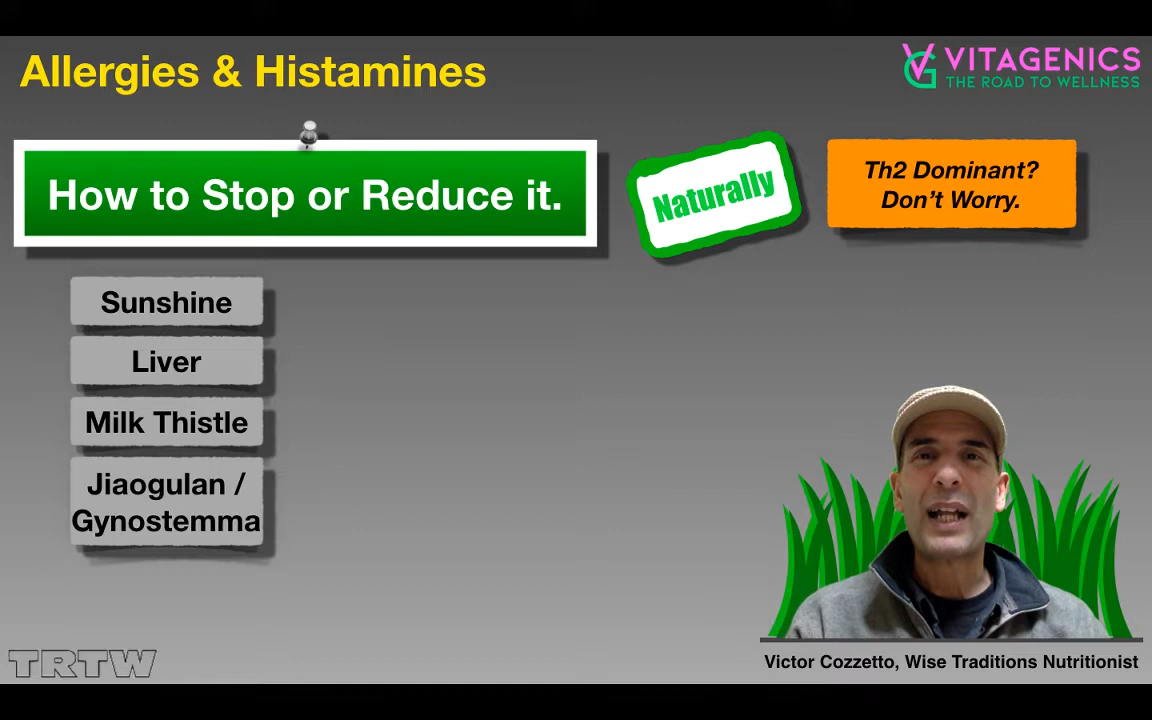 Allergies & Histamines
VITAGENICS
THE ROAD TO WELLNESS
How to Stop or Reduce it.
Naturally
Th2 Dominant?
Don’t Worry.
Sunshine
Liver
Milk Thistle
Jiaogulan /
Gynostemma
TRTW
Victor Cozzetto, Wise Traditions Nutritionist